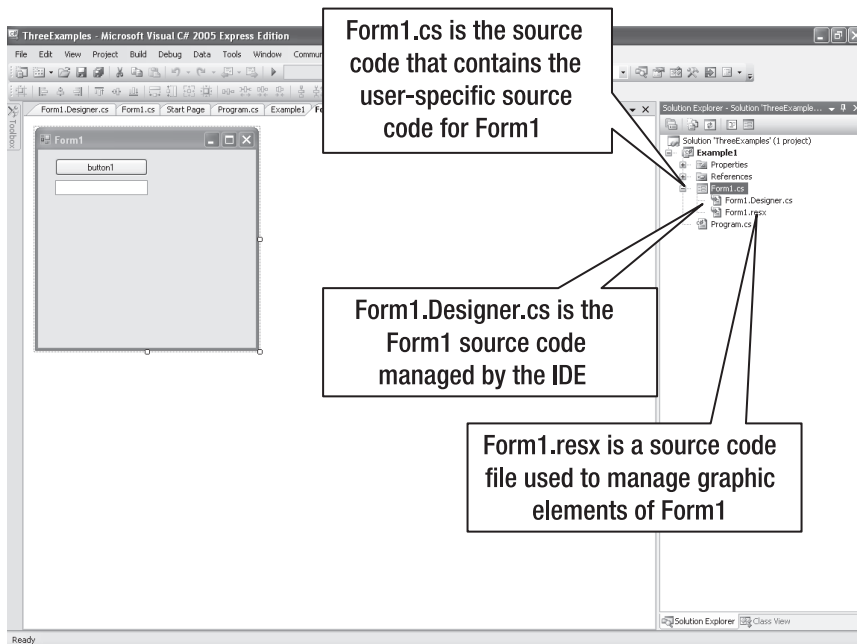 ThreeExamples - Microsoft Visual C# 2005 Express Edition
File Edit View Project Build Debug Data Tools Window
Form1.Designer.cs Form1.cs Start Page Program.cs Example1
Toolbox
Form1
button1
Form1.cs is the source
code that contains the
user-specific source
code for Form1
Solution Explorer - Solution 'ThreeExample...
Solution 'ThreeExamples' (1 project)
Example1
Properties
References
Form1.cs
Form1.Designer.cs
Form1.resx
Program.cs
Form1.Designer.cs is the
Form1 source code
managed by the IDE
Form1.resx is a source code
file used to manage graphic
elements of Form1
Solution Explorer Class View
Ready